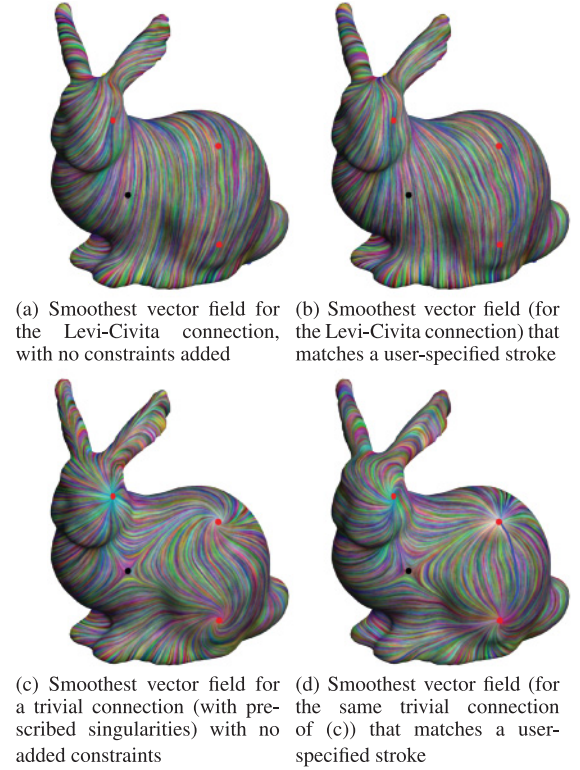 (a) Smoothest vector field for
the Levi-Civita connection,
with no constraints added
(b) Smoothest vector field (for
the Levi-Civita connection) that
matches a user-specified stroke
(c) Smoothest vector field for
a trivial connection (with pre-
scribed singularities) with no
added constraints
(d) Smoothest vector field (for
the same trivial connection
of (c)) that matches a user-
specified stroke